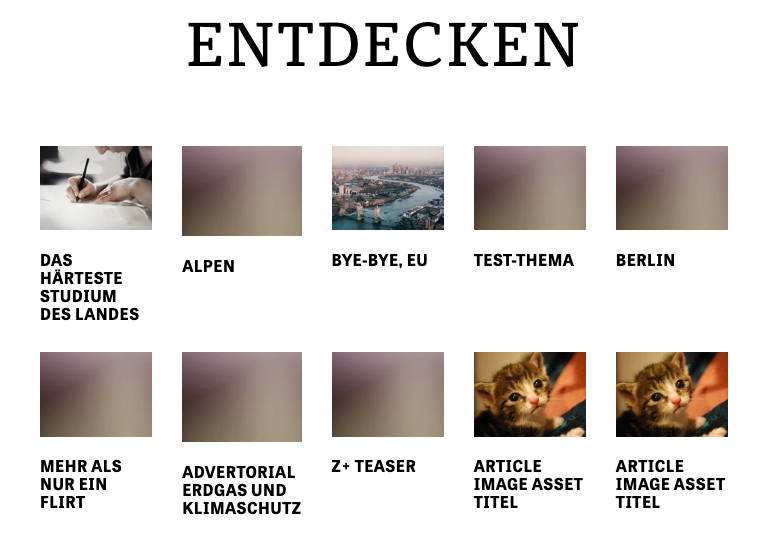 ENTDECKEN
DAS
HÄRTESTE
STUDIUM
DES LANDES
ALPEN
BYE-BYE, EU
TEST-THEMA
BERLIN
MEHR ALS
NUR EIN
FLIRT
ADVERTORIAL
ERDGAS UND
KLIMASCHUTZ
Z+ TEASER
ARTICLE
IMAGE ASSET
TITEL
ARTICLE
IMAGE ASSET
TITEL